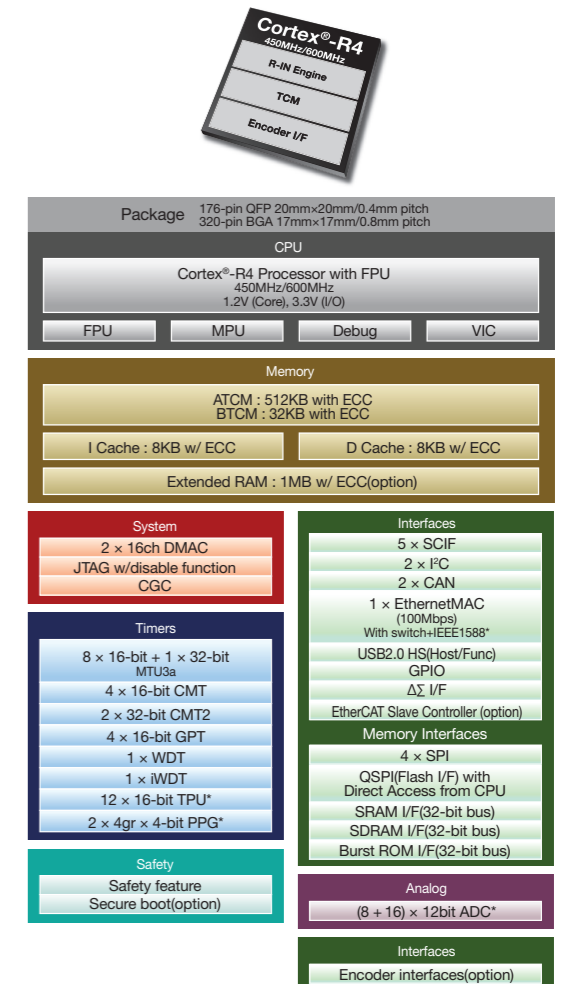 Cortex®-R4
450MHz/600MHz
R-IN Engine
TCM
Encoder I/F
Package
176-pin QFP 20mm×20mm/0.4mm pitch
320-pin BGA 17mm×17mm/0.8mm pitch
CPU
Cortex®-R4 Processor with FPU
450MHz/600MHz
1.2V (Core), 3.3V (I/O)
FPU
MPU
Debug
VIC
Memory
ATCM : 512KB with ECC
BTCM : 32KB with ECC
I Cache : 8KB w/ ECC
D Cache : 8KB w/ ECC
Extended RAM : 1MB w/ ECC(option)
System
2 × 16ch DMAC
JTAG w/disable function
CGC
Timers
8 × 16-bit + 1 × 32-bit
MTU3a
4 × 16-bit CMT
2 × 32-bit CMT2
4 × 16-bit GPT
1 × WDT
1 × iWDT
12 × 16-bit TPU*
2 × 4gr × 4-bit PPG*
Safety
Safety feature
Secure boot(option)
Interfaces
5 × SCIF
2 × I²C
2 × CAN
1 × EthernetMAC
(100Mbps)
With switch+IEEE1588*
USB2.0 HS(Host/Func)
GPIO
ΔΣ I/F
EtherCAT Slave Controller (option)
Memory Interfaces
4 × SPI
QSPI(Flash I/F) with
Direct Access from CPU
SRAM I/F(32-bit bus)
SDRAM I/F(32-bit bus)
Burst ROM I/F(32-bit bus)
Analog
(8 + 16) × 12bit ADC*
Interfaces
Encoder interfaces(option)